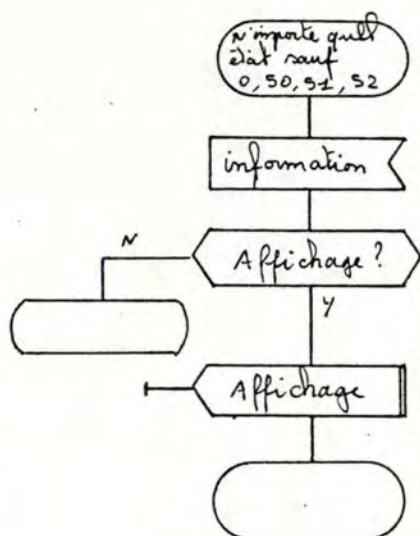 N'importe quel
état sauf
0, 50, 51, 52
information
N
Affichage ?
Y
Affichage